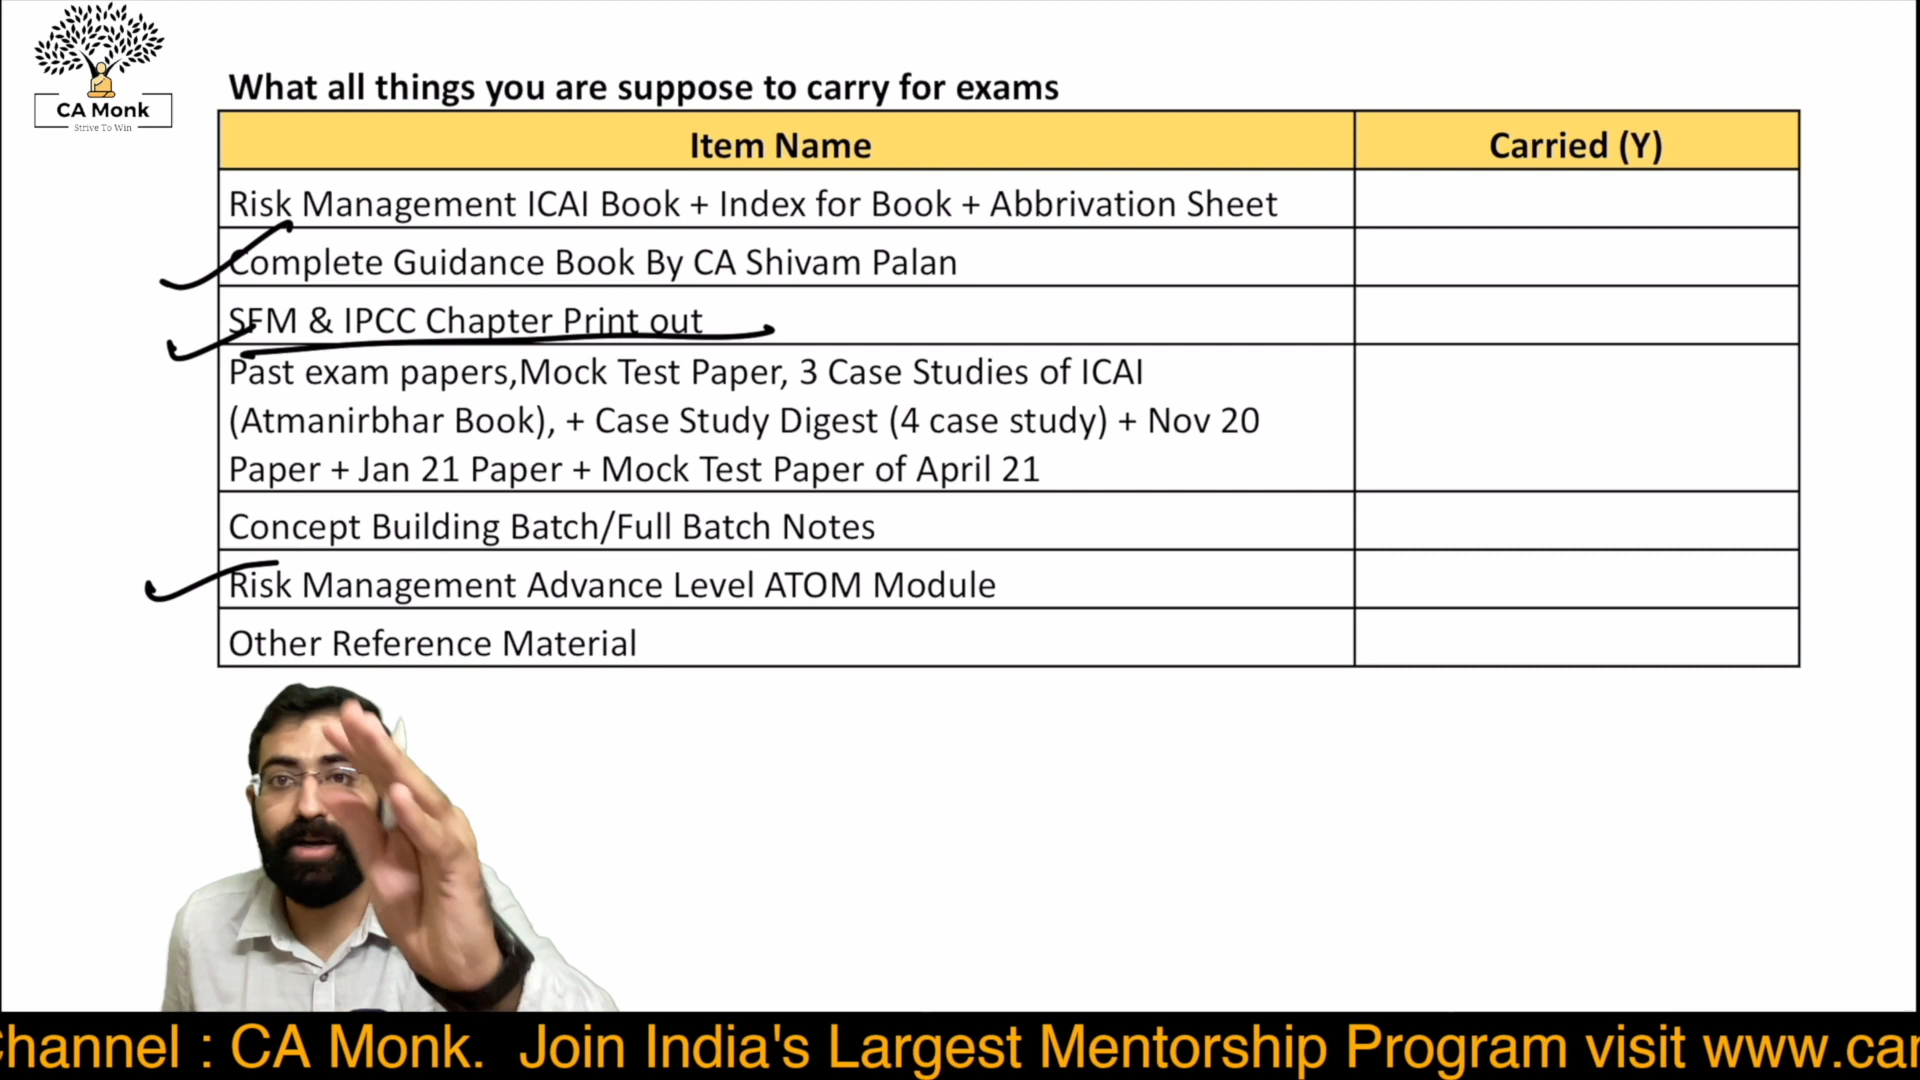 CA Monk
Strive To Win
What all things you are suppose to carry for exams
Item Name
Carried (Y)
Risk Management ICAI Book + Index for Book + Abbrivation Sheet
Complete Guidance Book By CA Shivam Palan
SFM & IPCC Chapter Print out
Past exam papers,Mock Test Paper, 3 Case Studies of ICAI
(Atmanirbhar Book), + Case Study Digest (4 case study) + Nov 20
Paper + Jan 21 Paper + Mock Test Paper of April 21
Concept Building Batch/Full Batch Notes
Risk Management Advance Level ATOM Module
Other Reference Material
hannel : CA Monk.  Join India's Largest Mentorship Program visit www.ca